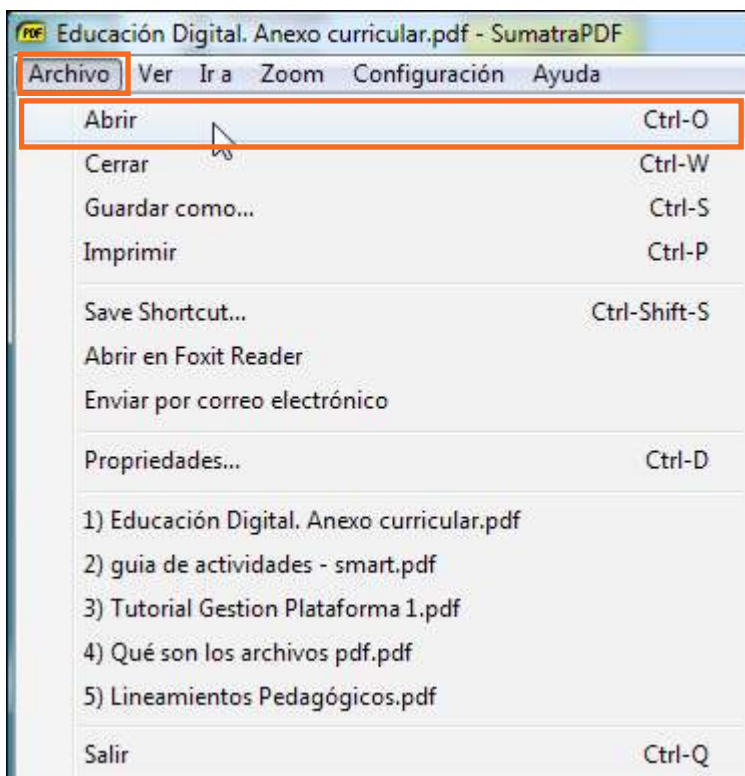 PDF Educación Digital. Anexo curricular.pdf - SumatraPDF
Archivo Ver Ir a Zoom Configuración Ayuda
Abrir Ctrl-O
Cerrar Ctrl-W
Guardar como... Ctrl-S
Imprimir Ctrl-P
Save Shortcut... Ctrl-Shift-S
Abrir en Foxit Reader
Enviar por correo electrónico
Propriedades... Ctrl-D
1) Educación Digital. Anexo curricular.pdf
2) guia de actividades - smart.pdf
3) Tutorial Gestion Plataforma 1.pdf
4) Qué son los archivos pdf.pdf
5) Lineamientos Pedagógicos.pdf
Salir Ctrl-Q